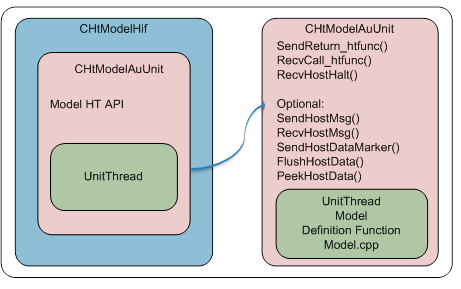 CHtModelHif
CHtModelAuUnit
Model HT API
UnitThread
CHtModelAuUnit
SendReturn_htfunc()
RecvCall_htfunc()
RecvHostHalt()
Optional:
SendHostMsg()
RecvHostMsg()
SendHostDataMarker()
FlushHostData()
PeekHostData()
UnitThread
Model
Definition Function
Model.cpp